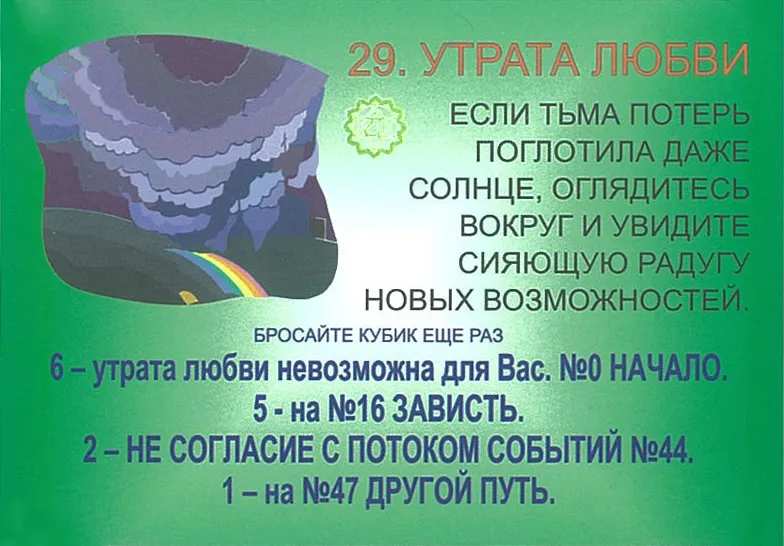 29. УТРАТА ЛЮБВИ
ЕСЛИ ТЬМА ПОТЕРЬ
ПОГЛОТИЛА ДАЖЕ
СОЛНЦЕ, ОГЛЯДИТЕСЬ
ВОКРУГ И УВИДИТЕ
СИЯЮЩУЮ РАДУГУ
НОВЫХ ВОЗМОЖНОСТЕЙ.
БРОСАЙТЕ КУБИК ЕЩЕ РАЗ
6 – утрата любви невозможна для Вас. №0 НАЧАЛО.
5 - на №16 ЗАВИСТЬ.
2 – НЕ СОГЛАСИЕ С ПОТОКОМ СОБЫТИЙ №44.
1 – на №47 ДРУГОЙ ПУТЬ.